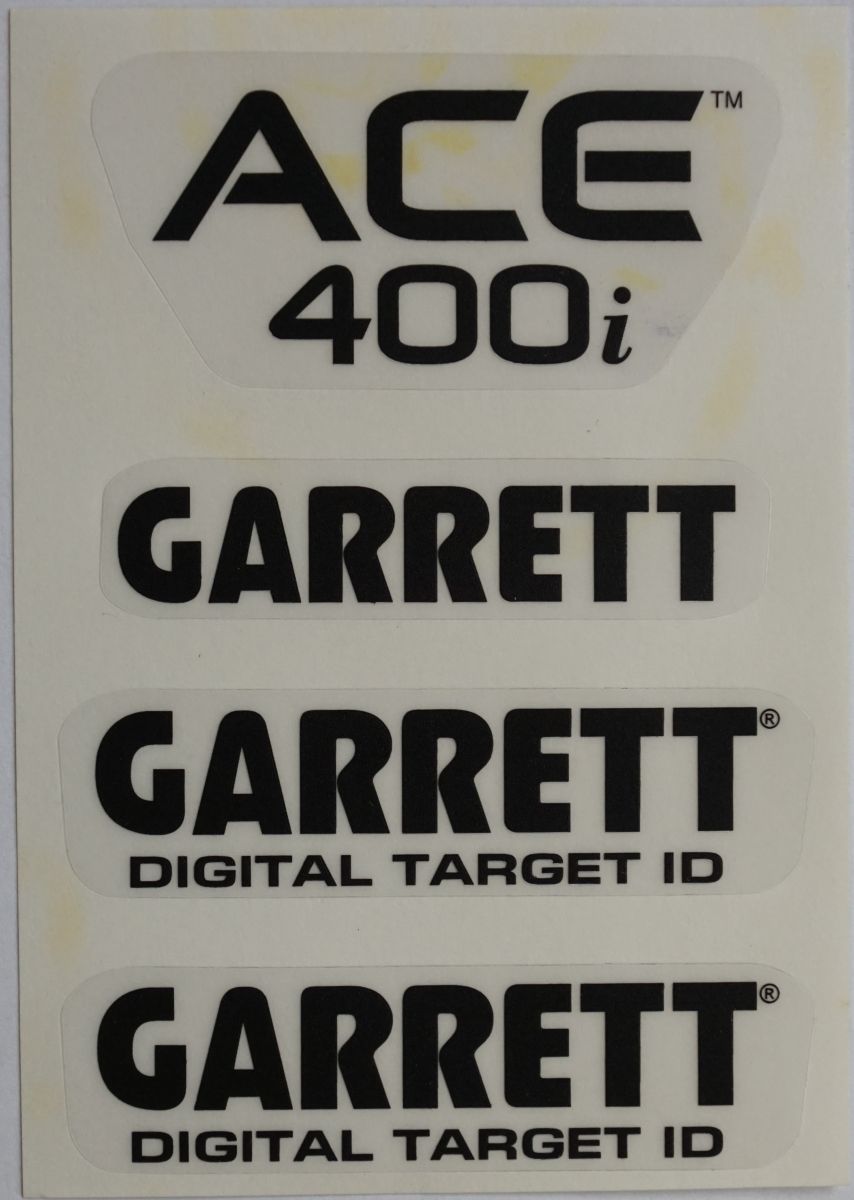 ACE™
400i
GARRETT
GARRETT®
DIGITAL TARGET ID
GARRETT®
DIGITAL TARGET ID